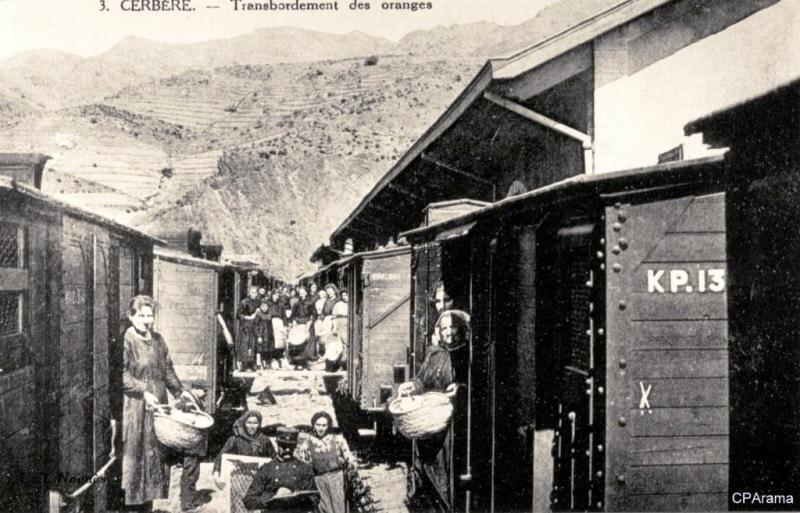 3. CERBÈRE. -- Transbordement des oranges
KP.13
X
CPArama